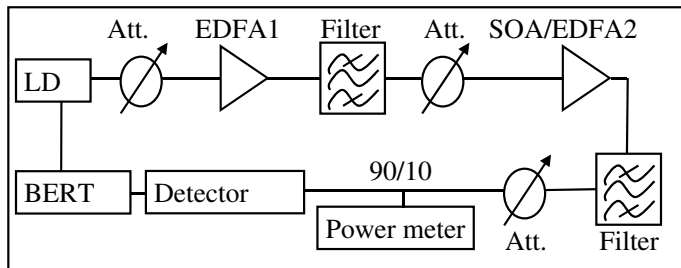 Att.
EDFA1
Filter
Att.
SOA/EDFA2
LD
90/10
BERT
Detector
Power meter
Att.
Filter